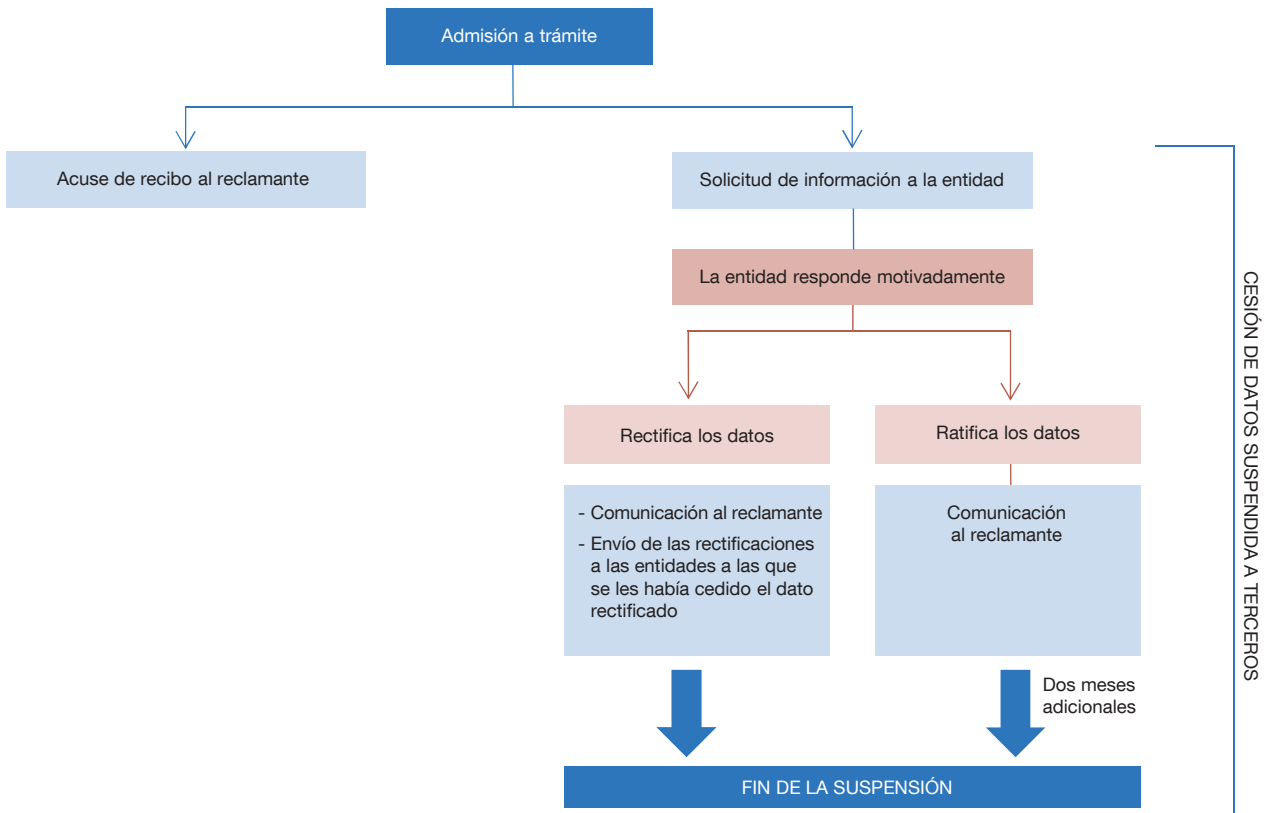 Admisión a trámite
Acuse de recibo al reclamante
Solicitud de información a la entidad
La entidad responde motivadamente
Rectifica los datos
Ratifica los datos
- Comunicación al reclamante
- Envío de las rectificaciones
a las entidades a las que
se les había cedido el dato
rectificado
Comunicación
al reclamante
Dos meses
adicionales
FIN DE LA SUSPENSIÓN
CESIÓN DE DATOS SUSPENDIDA A TERCEROS